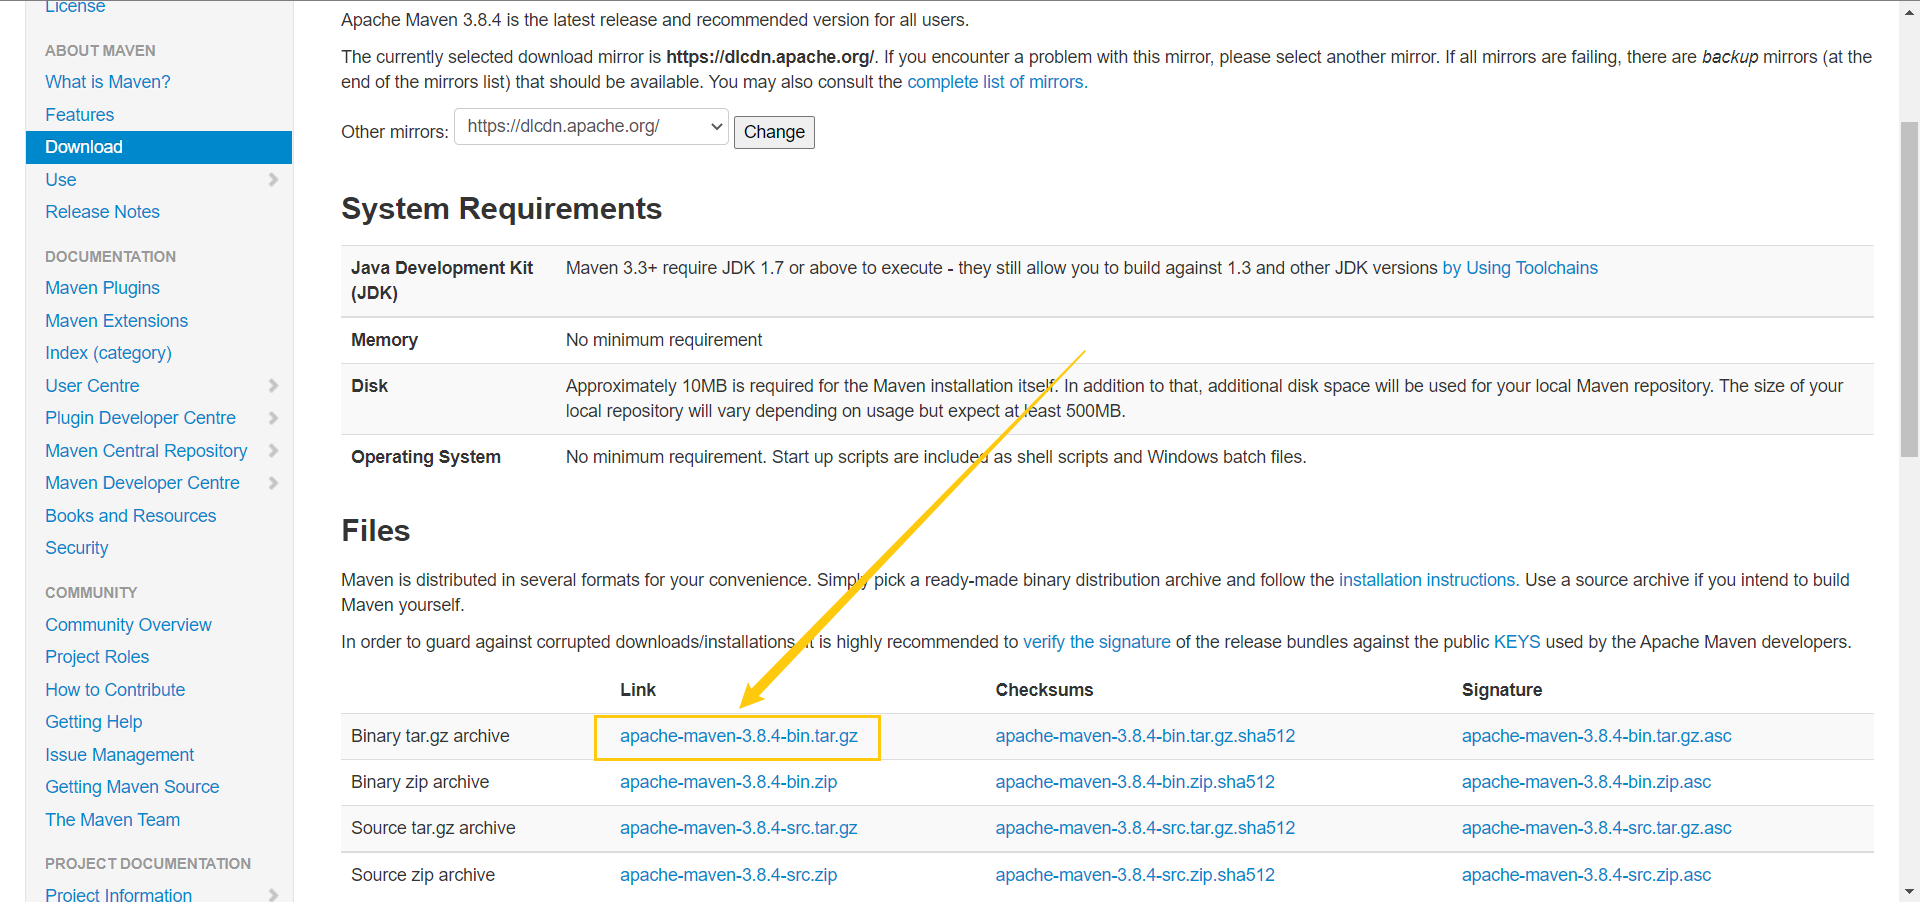 License
ABOUT MAVEN
What is Maven?
Features
Download
Use
Release Notes
DOCUMENTATION
Maven Plugins
Maven Extensions
Index (category)
User Centre
Plugin Developer Centre
Maven Central Repository
Maven Developer Centre
Books and Resources
Security
COMMUNITY
Community Overview
Project Roles
How to Contribute
Getting Help
Issue Management
Getting Maven Source
The Maven Team
PROJECT DOCUMENTATION
Project Information
Apache Maven 3.8.4 is the latest release and recommended version for all users.
The currently selected download mirror is https://dlcdn.apache.org/. If you encounter a problem with this mirror, please select another mirror. If all mirrors are failing, there are backup mirrors (at the
end of the mirrors list) that should be available. You may also consult the complete list of mirrors.
Other mirrors: https://dlcdn.apache.org/ Change
System Requirements
Java Development Kit Maven 3.3+ require JDK 1.7 or above to execute - they still allow you to build against 1.3 and other JDK versions by Using Toolchains
(JDK)
Memory No minimum requirement
Disk Approximately 10MB is required for the Maven installation itself. In addition to that, additional disk space will be used for your local Maven repository. The size of your
local repository will vary depending on usage but expect at least 500MB.
Operating System No minimum requirement. Start up scripts are included as shell scripts and Windows batch files.
Files
Maven is distributed in several formats for your convenience. Simply pick a ready-made binary distribution archive and follow the installation instructions. Use a source archive if you intend to build
Maven yourself.
In order to guard against corrupted downloads/installations, it is highly recommended to verify the signature of the release bundles against the public KEYS used by the Apache Maven developers.
Link Checksums Signature
Binary tar.gz archive apache-maven-3.8.4-bin.tar.gz apache-maven-3.8.4-bin.tar.gz.sha512 apache-maven-3.8.4-bin.tar.gz.asc
Binary zip archive apache-maven-3.8.4-bin.zip apache-maven-3.8.4-bin.zip.sha512 apache-maven-3.8.4-bin.zip.asc
Source tar.gz archive apache-maven-3.8.4-src.tar.gz apache-maven-3.8.4-src.tar.gz.sha512 apache-maven-3.8.4-src.tar.gz.asc
Source zip archive apache-maven-3.8.4-src.zip apache-maven-3.8.4-src.zip.sha512 apache-maven-3.8.4-src.zip.asc